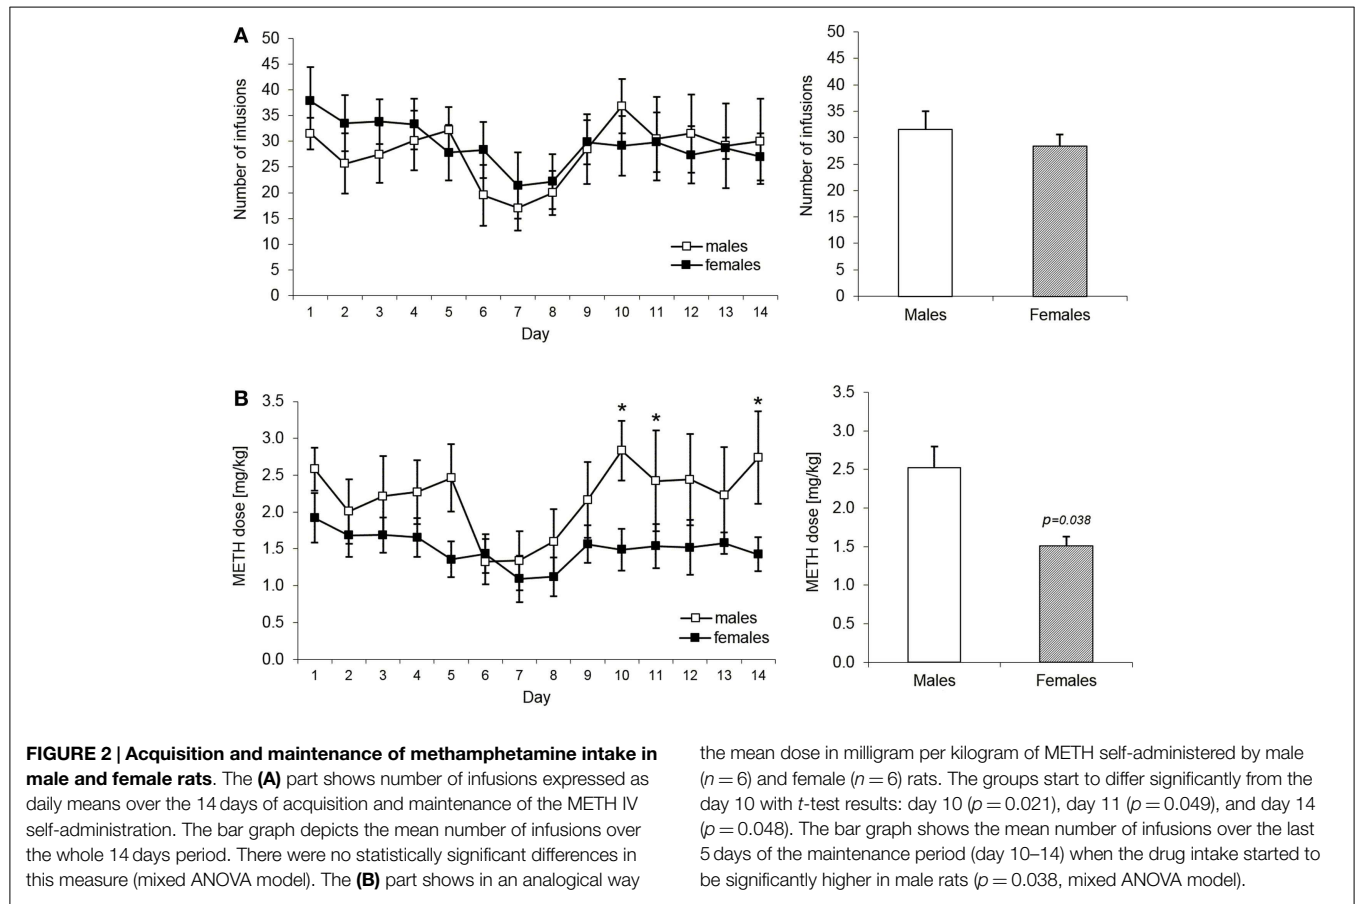 A
50
45
40
35
30
25
20
15
10
5
0
Number of infusions
males
females
1 2 3 4 5 6 7 8 9 10 11 12 13 14
Day
50
45
40
35
30
25
20
15
10
5
0
Number of infusions
Males Females
B
3.5
3.0
2.5
2.0
1.5
1.0
0.5
0.0
METH dose [mg/kg]
* * *
males
females
1 2 3 4 5 6 7 8 9 10 11 12 13 14
Day
3.5
3.0
2.5
2.0
1.5
1.0
0.5
0.0
METH dose [mg/kg]
p=0.038
Males Females
FIGURE 2 | Acquisition and maintenance of methamphetamine intake in
male and female rats. The (A) part shows number of infusions expressed as
daily means over the 14 days of acquisition and maintenance of the METH IV
self-administration. The bar graph depicts the mean number of infusions over
the whole 14 days period. There were no statistically significant differences in
this measure (mixed ANOVA model). The (B) part shows in an analogical way
the mean dose in milligram per kilogram of METH self-administered by male
(n = 6) and female (n = 6) rats. The groups start to differ significantly from the
day 10 with t-test results: day 10 (p = 0.021), day 11 (p = 0.049), and day 14
(p = 0.048). The bar graph shows the mean number of infusions over the last
5 days of the maintenance period (day 10–14) when the drug intake started to
be significantly higher in male rats (p = 0.038, mixed ANOVA model).